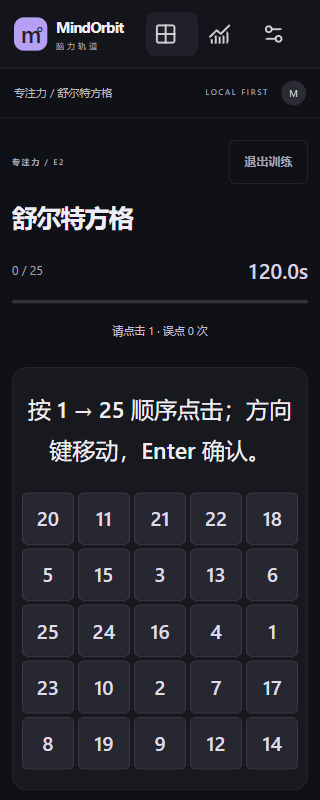 m
MindOrbit
脑力轨道
专注力 / 舒尔特方格
LOCAL FIRST
M
专注力 / E2
退出训练
舒尔特方格
0 / 25
120.0s
请点击 1 · 误点 0 次
按 1 → 25 顺序点击；方向
键移动，Enter 确认。
20 11 21 22 18
5 15 3 13 6
25 24 16 4 1
23 10 2 7 17
8 19 9 12 14